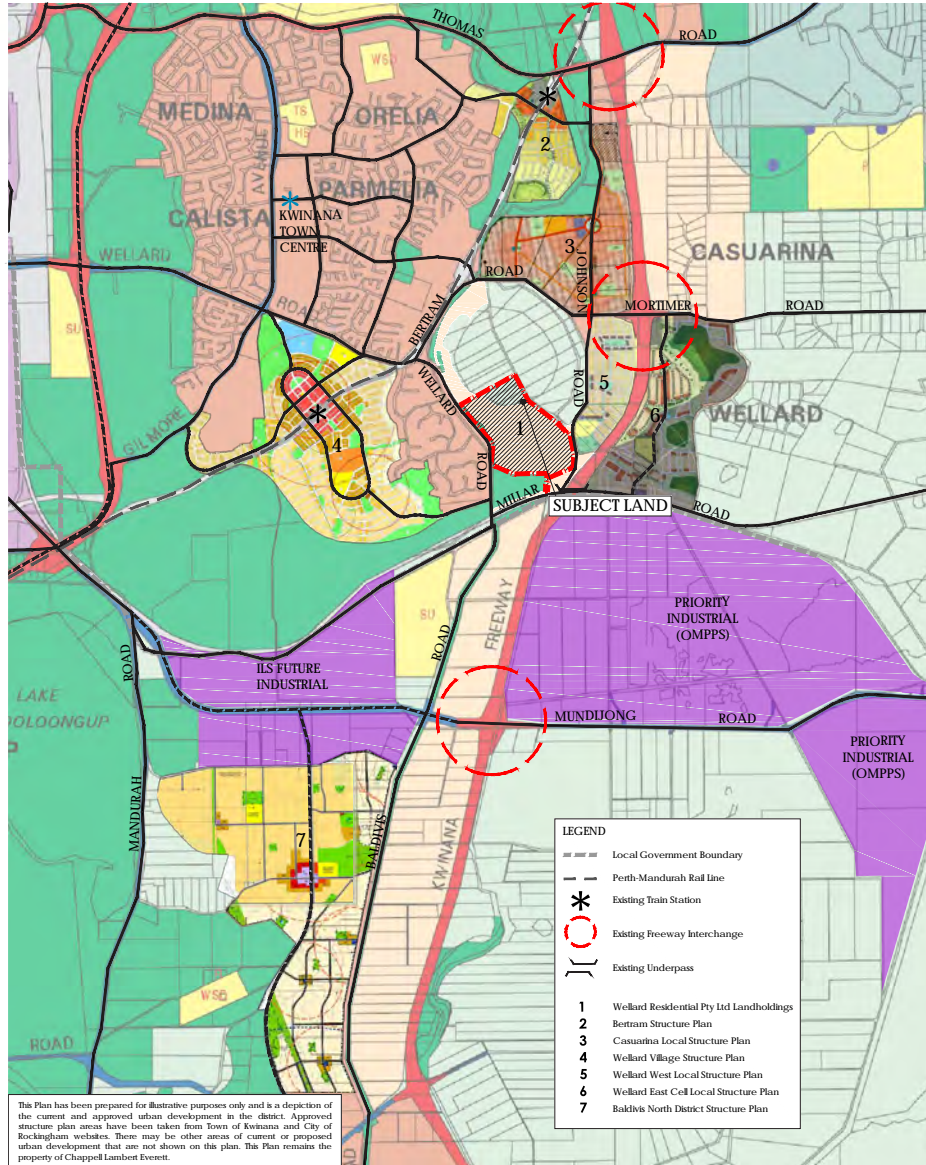 THOMAS
ROAD
WSD
MEDINA
TS
HS
ORELIA
2
AVENUE
PARMELIA
CALISTA
KWINANA
TOWN
CENTRE
3
JOHNSON
CASUARINA
WELLARD
ROAD
ROAD
MORTIMER
ROAD
SU
BERTRAM
WELLARD
ROAD
5
1
6
WELLARD
GILMORE
4
ROAD
MILLAR
SUBJECT LAND
ROAD
PRIORITY
INDUSTRIAL
(OMPPS)
SU
FREEWAY
ROAD
ROAD
ILS FUTURE
INDUSTRIAL
LAKE
OOLOONGUP
MUNDIJONG
ROAD
PRIORITY
INDUSTRIAL
(OMPPS)
MANDURAH
7
BALDIVIS
KWINANA
ROAD
LEGEND
Local Government Boundary
Perth-Mandurah Rail Line
Existing Train Station
Existing Freeway Interchange
Existing Underpass
1 Wellard Residential Pty Ltd Landholdings
2 Bertram Structure Plan
3 Casuarina Local Structure Plan
4 Wellard Village Structure Plan
5 Wellard West Local Structure Plan
6 Wellard East Cell Local Structure Plan
7 Baldivis North District Structure Plan
This Plan has been prepared for illustrative purposes only and is a depiction of
the current and approved urban development in the district. Approved
structure plan areas have been taken from Town of Kwinana and City of
Rockingham websites. There may be other areas of current or proposed
urban development that are not shown on this plan. This Plan remains the
property of Chappell Lambert Everett.